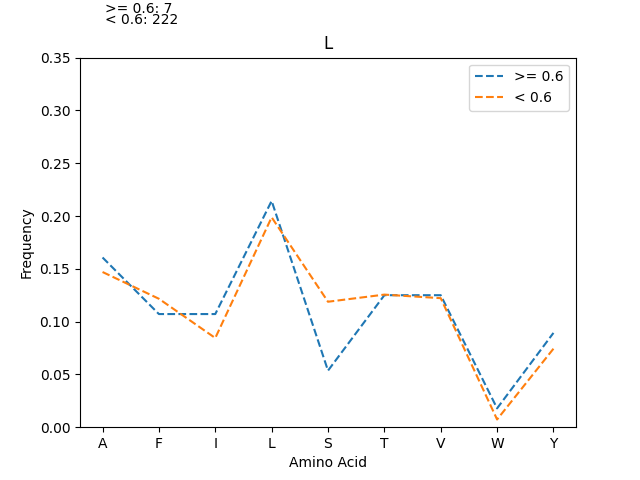 >= 0.6: 7
< 0.6: 222
L
0.35
0.30
0.25
0.20
0.15
0.10
0.05
0.00
Frequency
>= 0.6
< 0.6
A F I L S T V W Y
Amino Acid